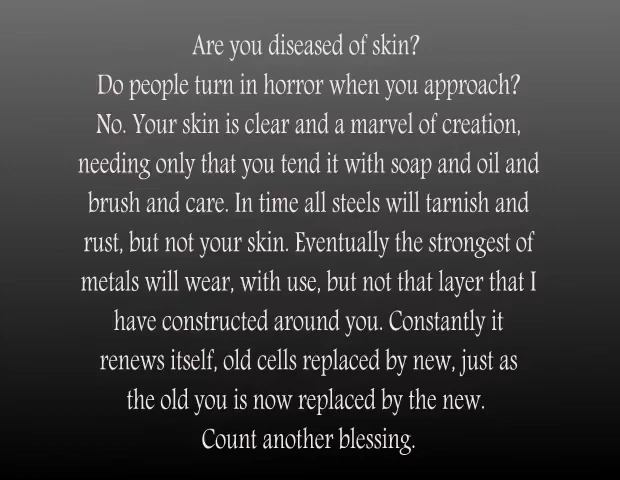 Are you diseased of skin?
Do people turn in horror when you approach?
No. Your skin is clear and a marvel of creation,
needing only that you tend it with soap and oil and
brush and care. In time all steels will tarnish and
rust, but not your skin. Eventually the strongest of
metals will wear, with use, but not that layer that I
have constructed around you. Constantly it
renews itself, old cells replaced by new, just as
the old you is now replaced by the new.
Count another blessing.